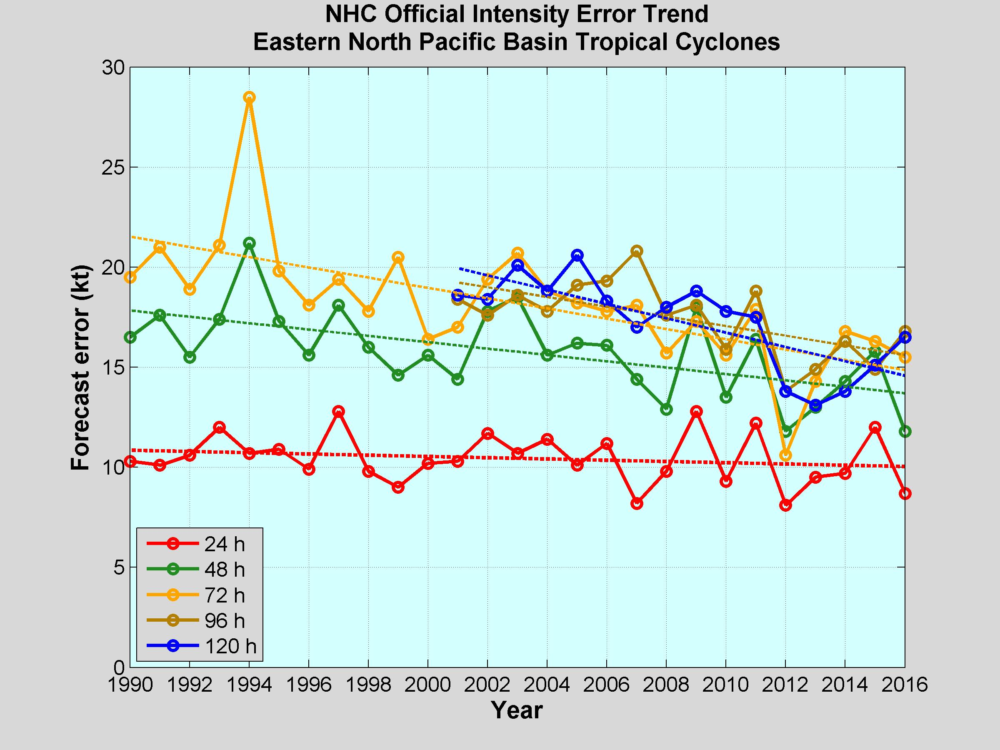 NHC Official Intensity Error Trend
Eastern North Pacific Basin Tropical Cyclones
30
25
20
15
10
5
0
Forecast error (kt)
24 h
48 h
72 h
96 h
120 h
1990 1992 1994 1996 1998 2000 2002 2004 2006 2008 2010 2012 2014 2016
Year